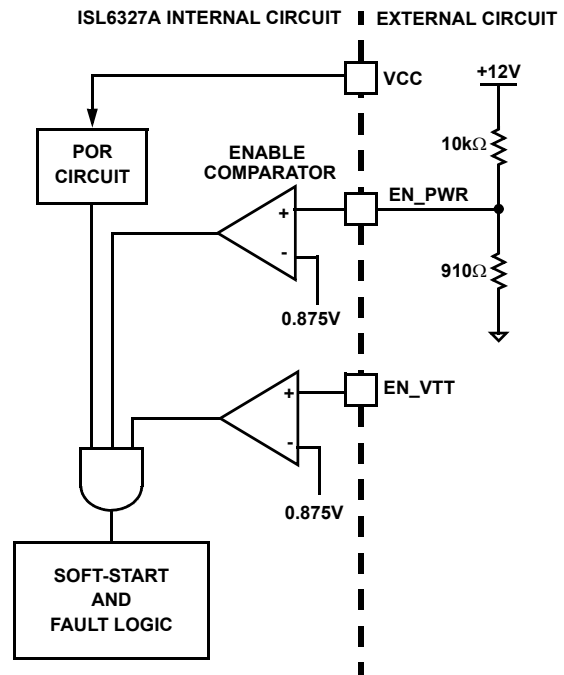 ISL6327A INTERNAL CIRCUIT
EXTERNAL CIRCUIT
VCC
+12V
10kΩ
POR
CIRCUIT
ENABLE
COMPARATOR
+
-
EN_PWR
910Ω
0.875V
EN_VTT
+
-
0.875V
SOFT-START
AND
FAULT LOGIC